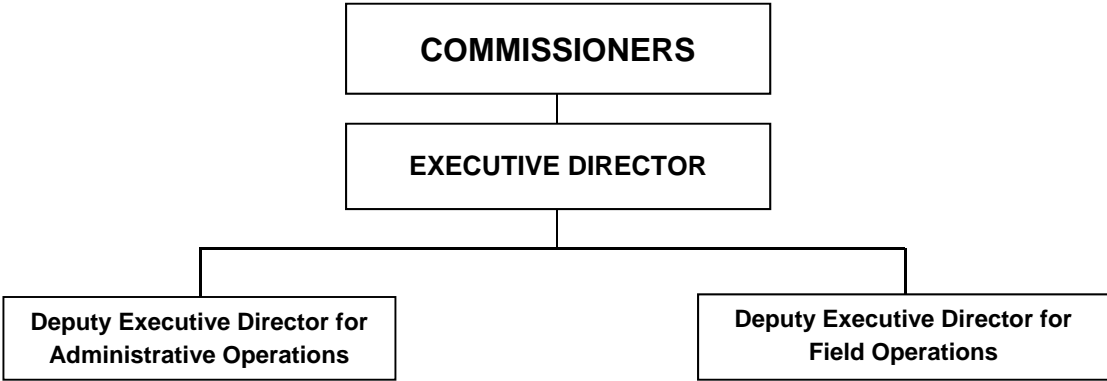 COMMISSIONERS
EXECUTIVE DIRECTOR
Deputy Executive Director for
Administrative Operations
Deputy Executive Director for
Field Operations